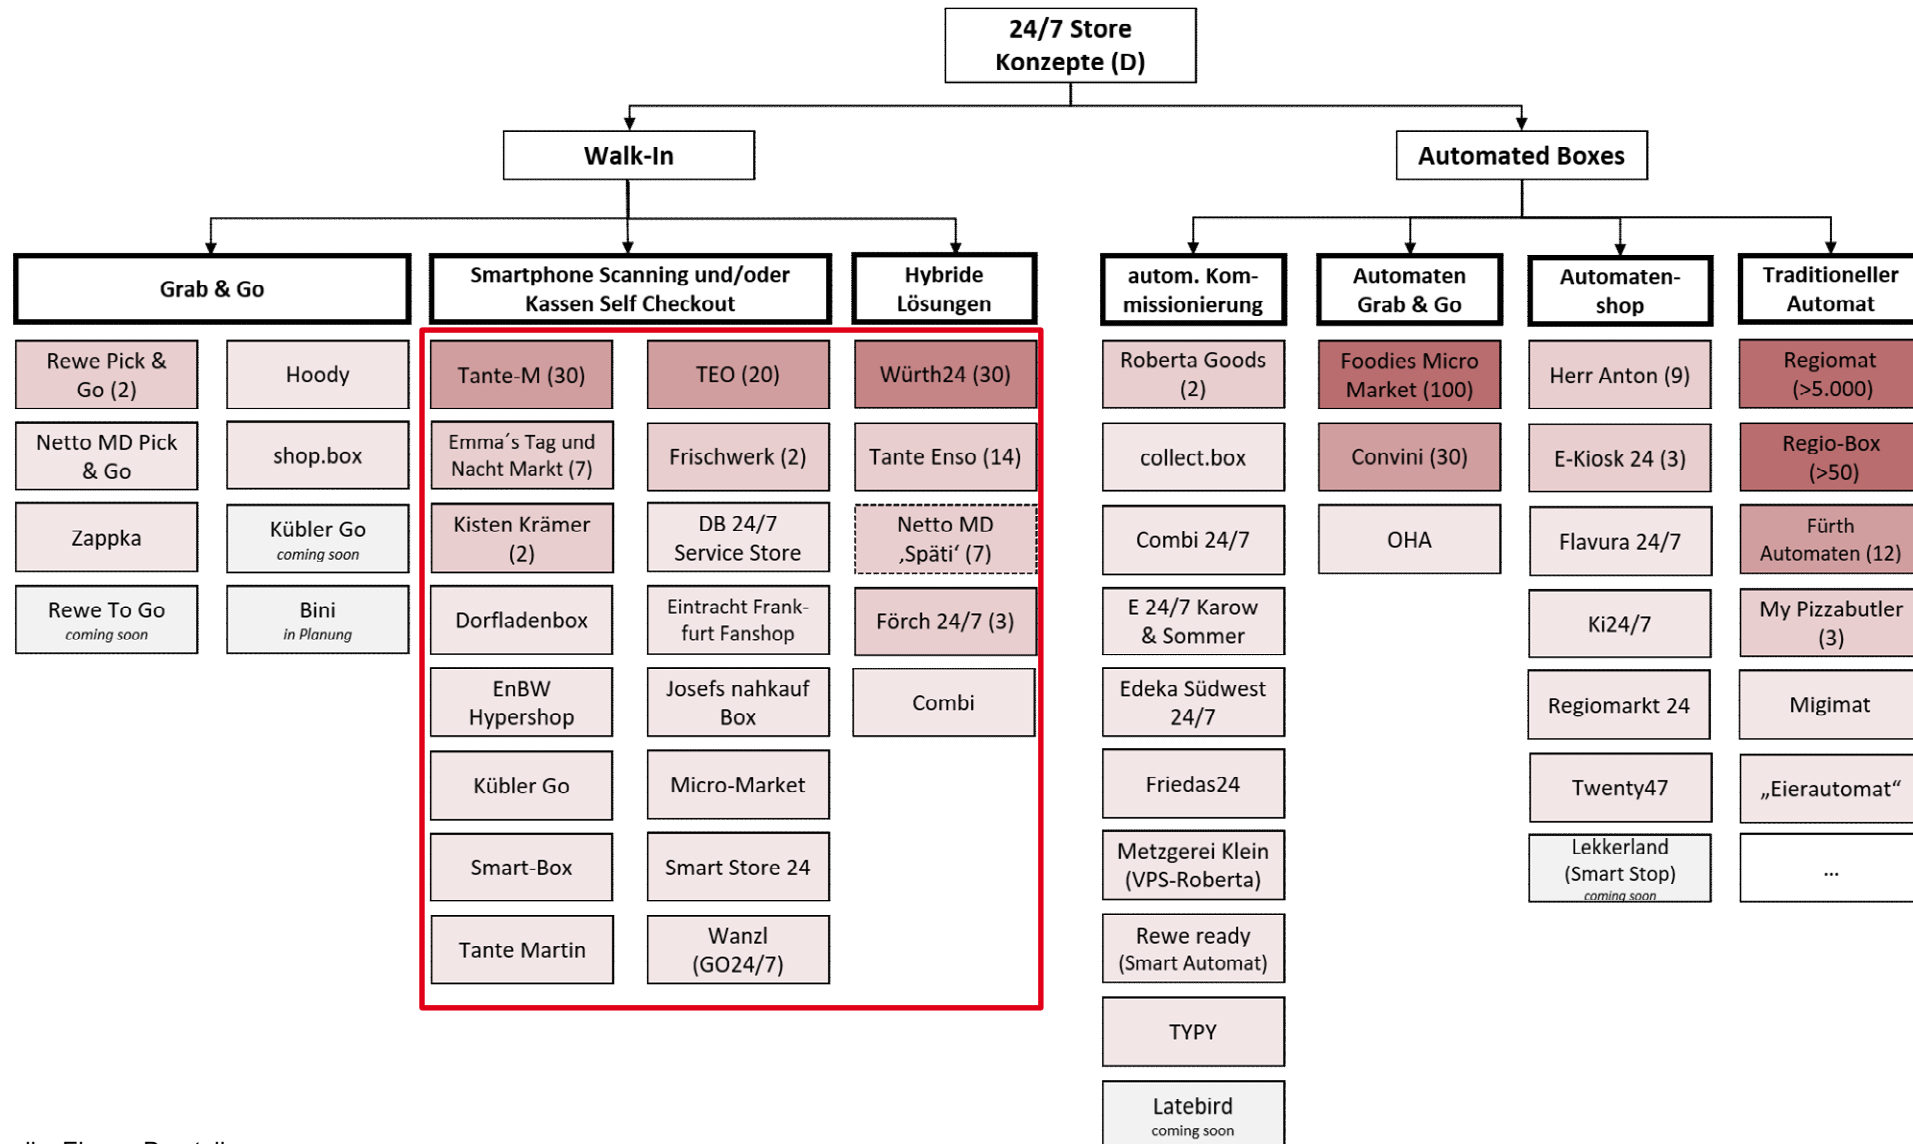 24/7 Store
Konzepte (D)
Walk-In
Automated Boxes
Grab & Go
Smartphone Scanning und/oder
Kassen Self Checkout
Hybride
Lösungen
autom. Kom-
missionierung
Automaten
Grab & Go
Automaten-
shop
Traditioneller
Automat
Rewe Pick &
Go (2)
Netto MD Pick
& Go
Zappka
Rewe To Go
coming soon
Hoody
shop.box
Kübler Go
coming soon
Bini
in Planung
Tante-M (30)
Emma´s Tag und
Nacht Markt (7)
Kisten Krämer
(2)
Dorfladenbox
EnBW
Hypershop
Kübler Go
Smart-Box
Tante Martin
TEO (20)
Frischwerk (2)
DB 24/7
Service Store
Eintracht Frank-
furt Fanshop
Josefs nahkauf
Box
Micro-Market
Smart Store 24
Wanzl
(GO24/7)
Würth24 (30)
Tante Enso (14)
Netto MD
‚Späti‘ (7)
Förch 24/7 (3)
Combi
Roberta Goods
(2)
collect.box
Combi 24/7
E 24/7 Karow
& Sommer
Edeka Südwest
24/7
Friedas24
Metzgerei Klein
(VPS-Roberta)
Rewe ready
(Smart Automat)
TYPY
Latebird
coming soon
Foodies Micro
Market (100)
Convini (30)
OHA
Herr Anton (9)
E-Kiosk 24 (3)
Flavura 24/7
Ki24/7
Regiomarkt 24
Twenty47
Lekkerland
(Smart Stop)
coming soon
Regiomat
(>5.000)
Regio-Box
(>50)
Fürth
Automaten (12)
My Pizzabutler
(3)
Migimat
„Eierautomat“
...